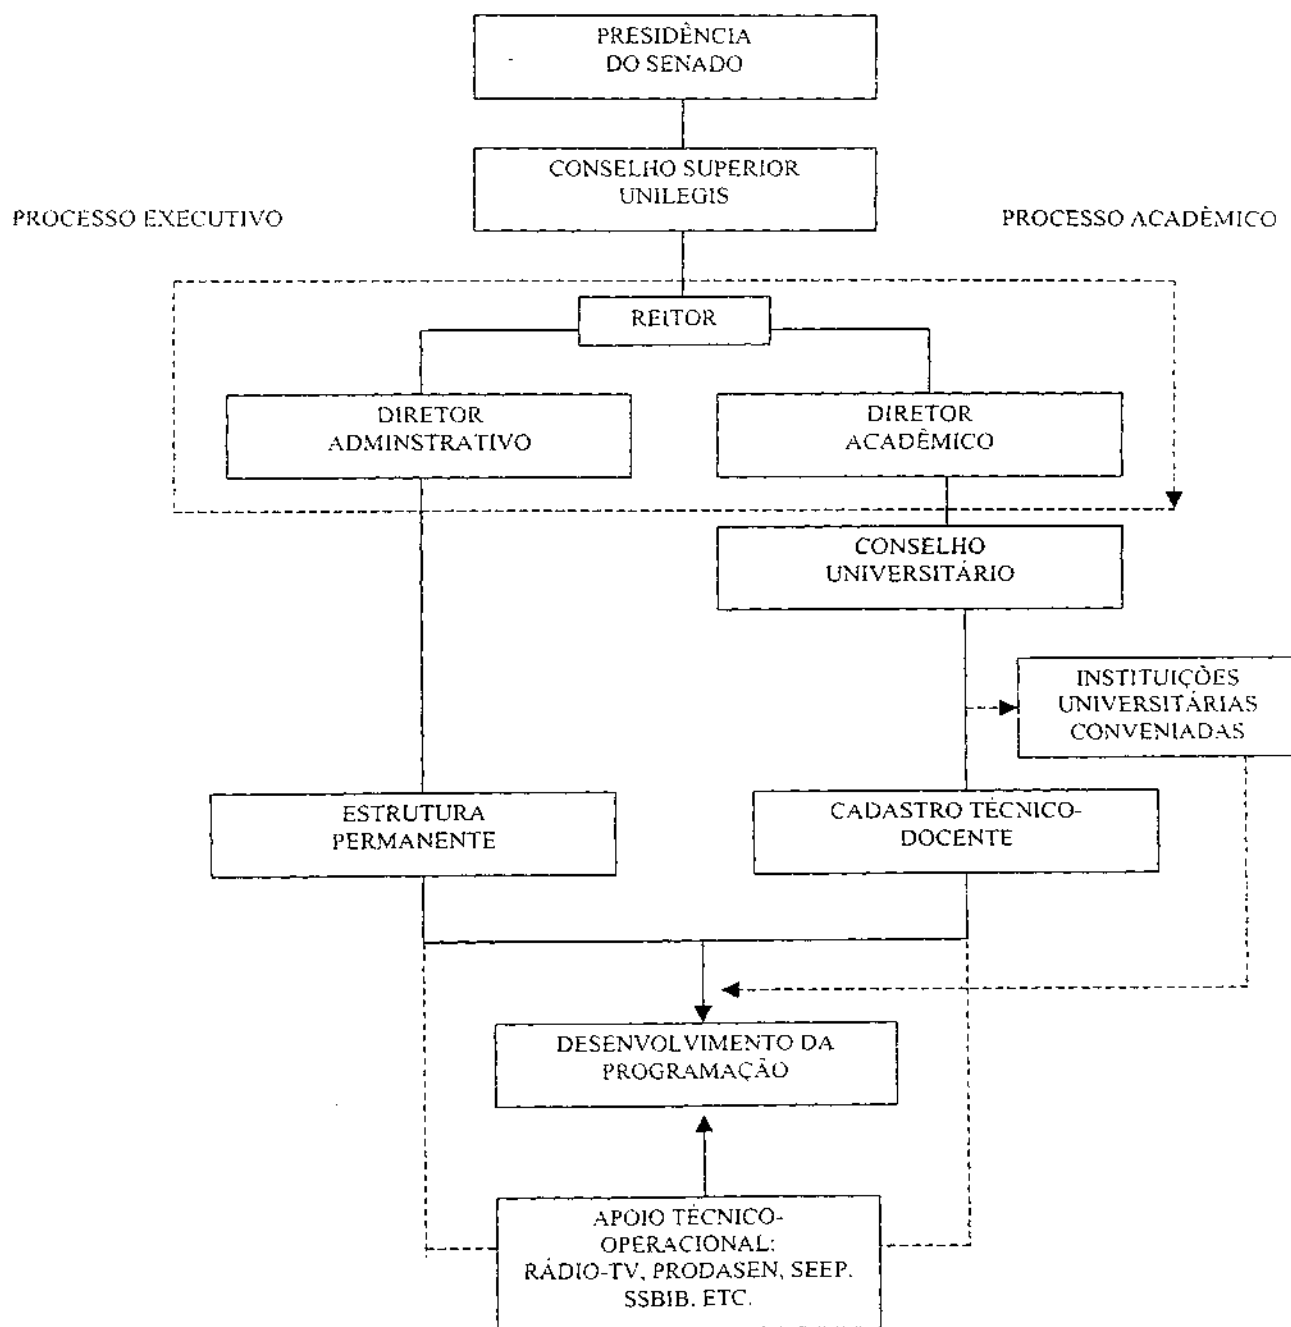 PRESIDÊNCIA
DO SENADO
CONSELHO SUPERIOR
UNILEGIS
PROCESSO EXECUTIVO
PROCESSO ACADÊMICO
REITOR
DIRETOR
ADMINSTRATIVO
DIRETOR
ACADÊMICO
CONSELHO
UNIVERSITÁRIO
INSTITUIÇÕES
UNIVERSITÁRIAS
CONVENIADAS
ESTRUTURA
PERMANENTE
CADASTRO TÉCNICO-
DOCENTE
DESENVOLVIMENTO DA
PROGRAMAÇÃO
APOIO TÉCNICO-
OPERACIONAL:
RÁDIO-TV, PRODASEN, SEEP.
SSBIB. ETC.